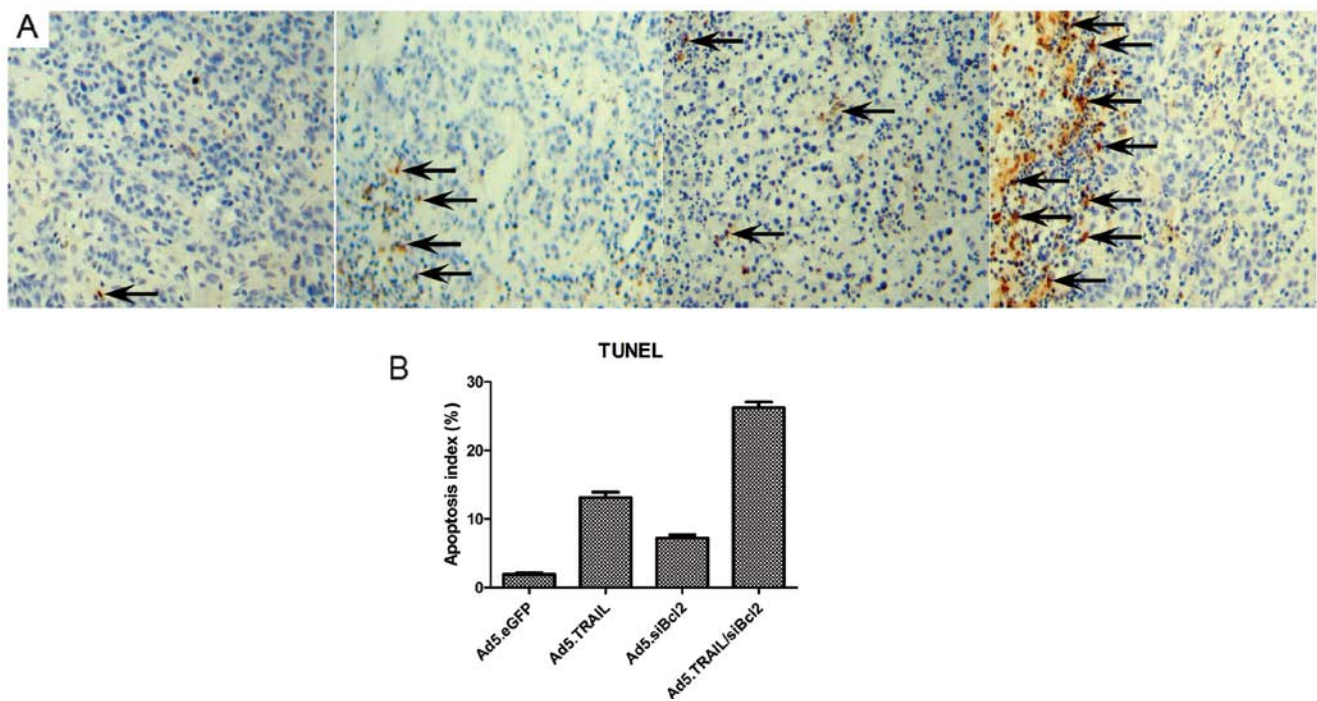 A
B
TUNEL
Apoptosis index (%)
30
20
10
0
Ad5.eGFP
Ad5.TRAIL
Ad5.siBcl2
Ad5.TRAIL/siBcl2